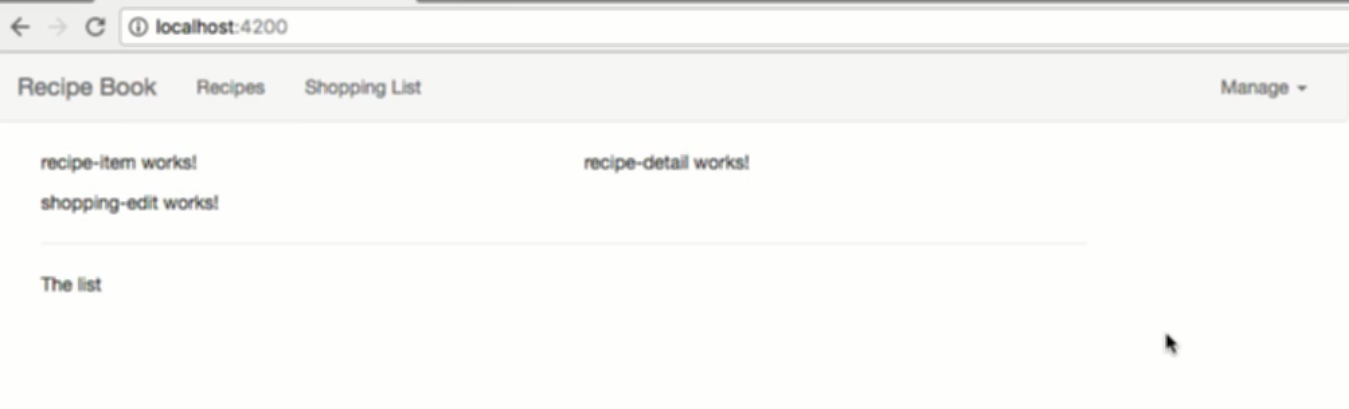 localhost:4200
Recipe Book Recipes Shopping List Manage
recipe-item works! recipe-detail works!
shopping-edit works!
The list